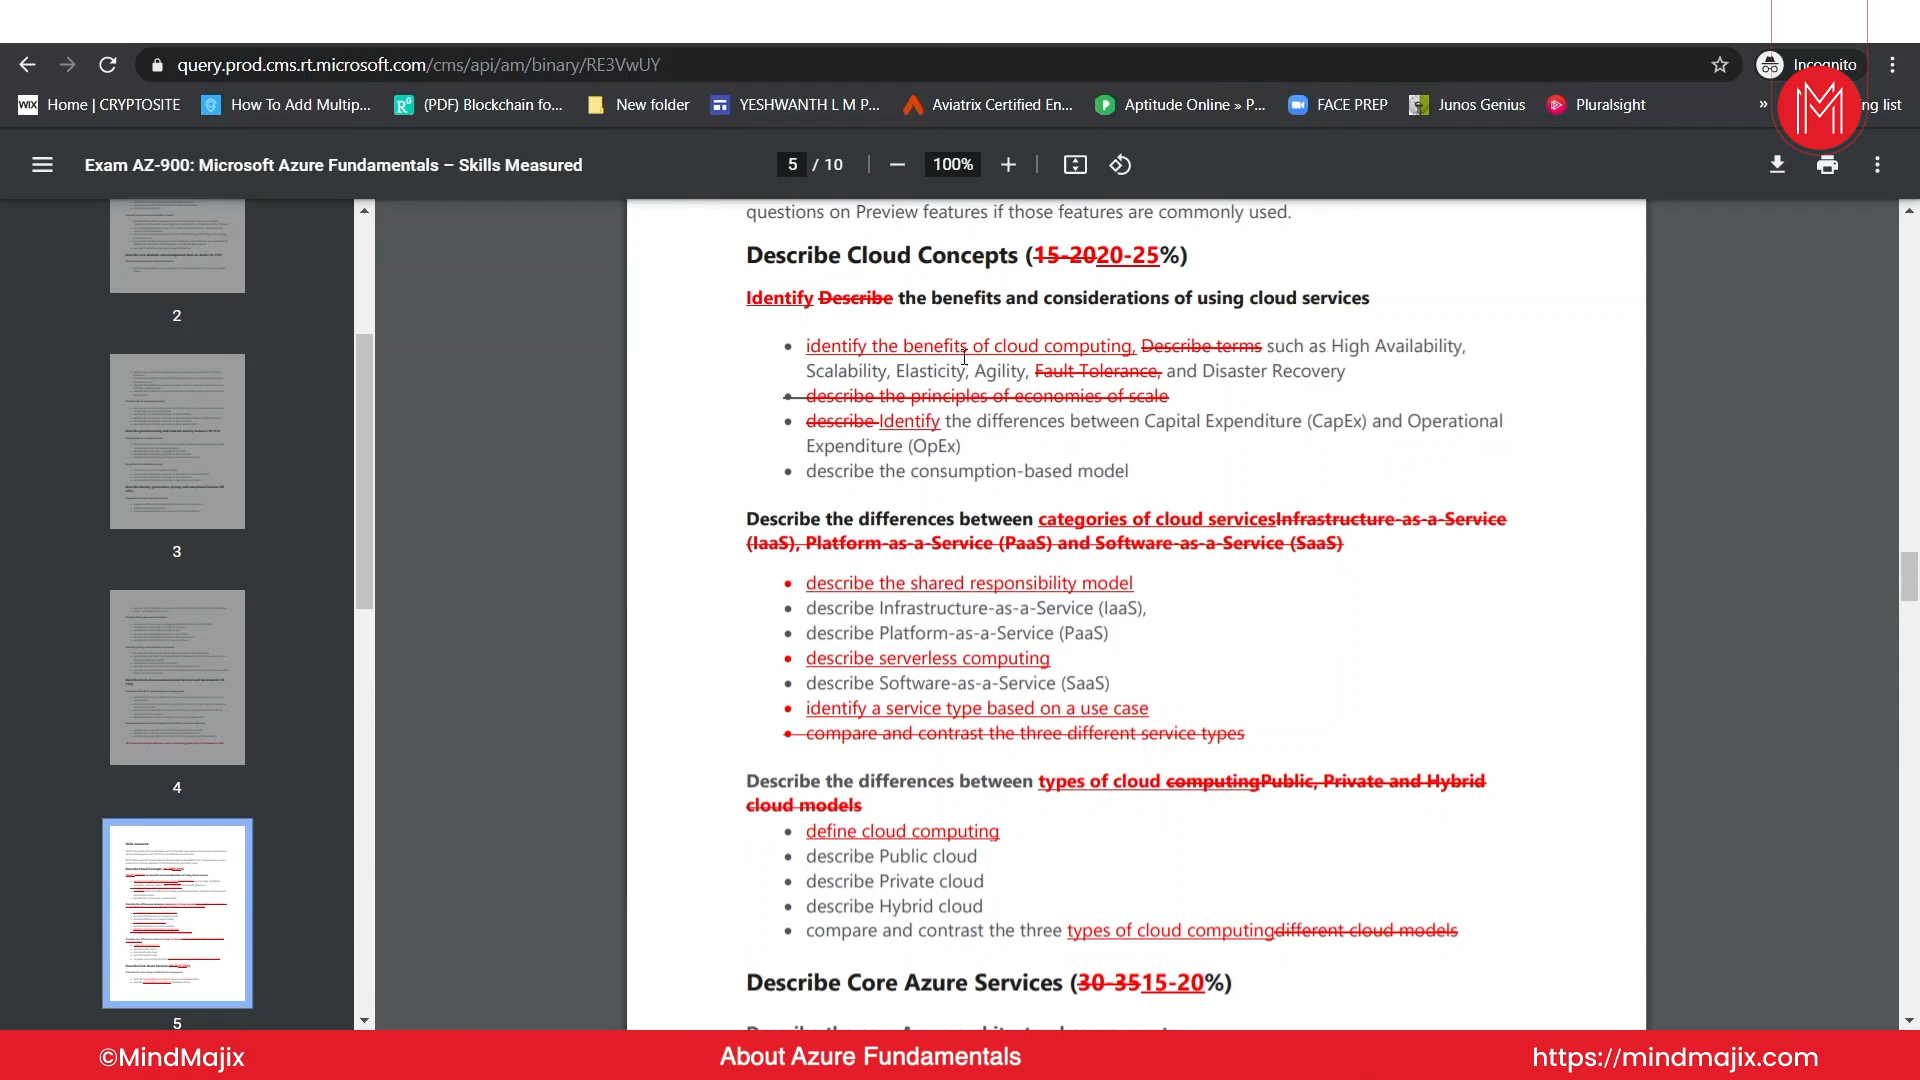 query.prod.cms.rt.microsoft.com/cms/api/am/binary/RE3VwUY
Incognito
WIX Home | CRYPTOSITE
How To Add Multip...
(PDF) Blockchain fo...
New folder
YESHWANTH L M P...
Aviatrix Certified En...
Aptitude Online » P...
FACE PREP
Junos Genius
Pluralsight
»
ng list
Exam AZ-900: Microsoft Azure Fundamentals – Skills Measured
5 / 10
100%
2
3
4
5
questions on Preview features if those features are commonly used.
Describe Cloud Concepts (15-2020-25%)
Identify Describe the benefits and considerations of using cloud services
• identify the benefits of cloud computing, Describe terms such as High Availability,
Scalability, Elasticity, Agility, Fault Tolerance, and Disaster Recovery
• describe the principles of economies of scale
• describe Identify the differences between Capital Expenditure (CapEx) and Operational
Expenditure (OpEx)
• describe the consumption-based model
Describe the differences between categories of cloud servicesInfrastructure-as-a-Service
(IaaS), Platform-as-a-Service (PaaS) and Software-as-a-Service (SaaS)
• describe the shared responsibility model
• describe Infrastructure-as-a-Service (IaaS),
• describe Platform-as-a-Service (PaaS)
• describe serverless computing
• describe Software-as-a-Service (SaaS)
• identify a service type based on a use case
• compare and contrast the three different service types
Describe the differences between types of cloud computingPublic, Private and Hybrid
cloud models
• define cloud computing
• describe Public cloud
• describe Private cloud
• describe Hybrid cloud
• compare and contrast the three types of cloud computingdifferent cloud models
Describe Core Azure Services (30-3515-20%)
©MindMajix
About Azure Fundamentals
https://mindmajix.com